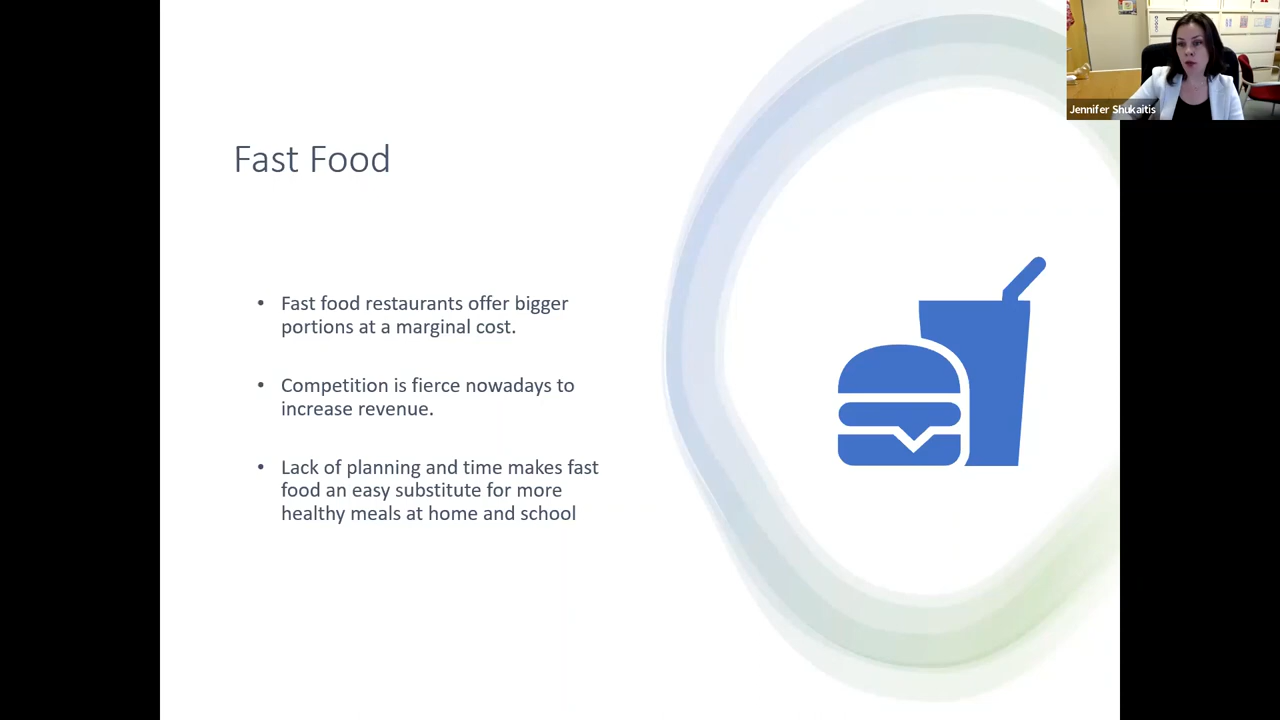 Jennifer Shukaitis
Fast Food
• Fast food restaurants offer bigger
portions at a marginal cost.
• Competition is fierce nowadays to
increase revenue.
• Lack of planning and time makes fast
food an easy substitute for more
healthy meals at home and school